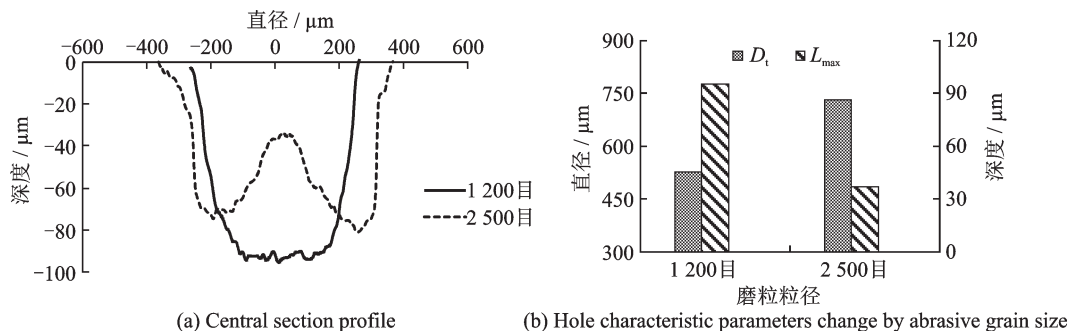 直径 / μm
−600 −400 −200 0 200 400 600
0
−20
−40
−60
−80
−100
深度 / μm
1 200目
2 500目
(a) Central section profile
900
750
600
450
300
直径 / μm
Dt Lmax
120
90
60
30
0
深度 / μm
1 200目 2 500目
磨粒粒径
(b) Hole characteristic parameters change by abrasive grain size